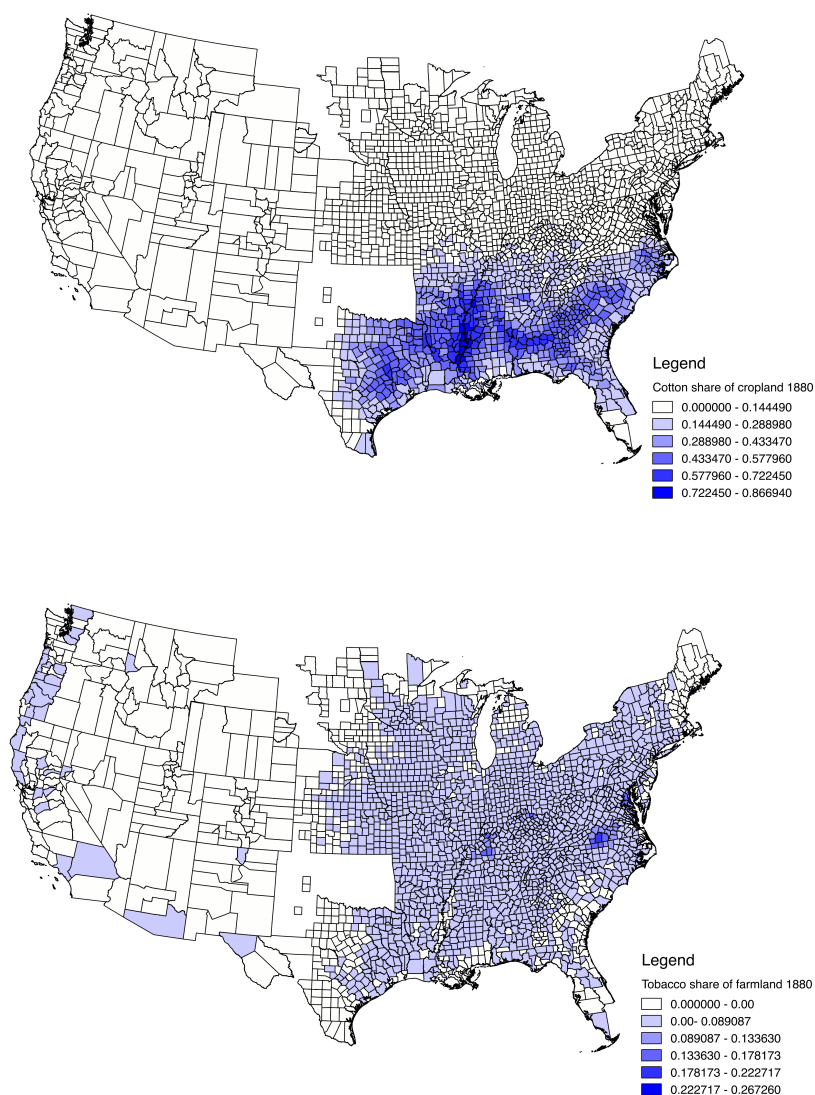 Legend
Cotton share of cropland 1880
0.000000 - 0.144490
0.144490 - 0.288980
0.288980 - 0.433470
0.433470 - 0.577960
0.577960 - 0.722450
0.722450 - 0.866940
Legend
Tobacco share of farmland 1880
0.000000 - 0.00
0.00- 0.089087
0.089087 - 0.133630
0.133630 - 0.178173
0.178173 - 0.222717
0.222717 - 0.267260